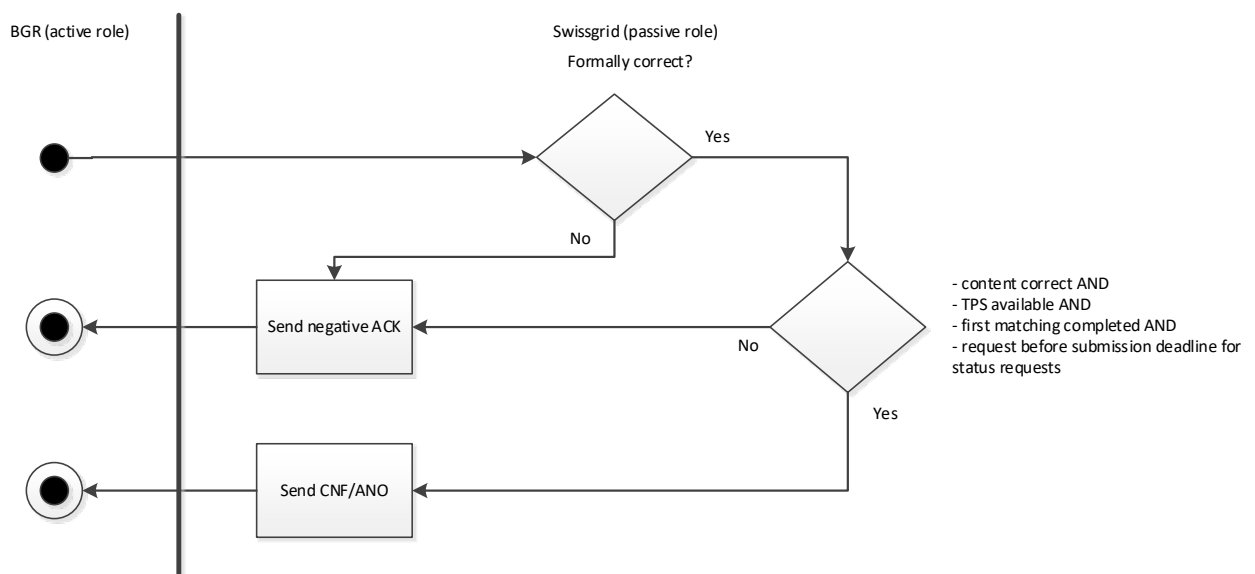 BGR (active role)
Swissgrid (passive role)
Formally correct?
Yes
No
- content correct AND
- TPS available AND
- first matching completed AND
- request before submission deadline for
status requests
Send negative ACK
No
Yes
Send CNF/ANO